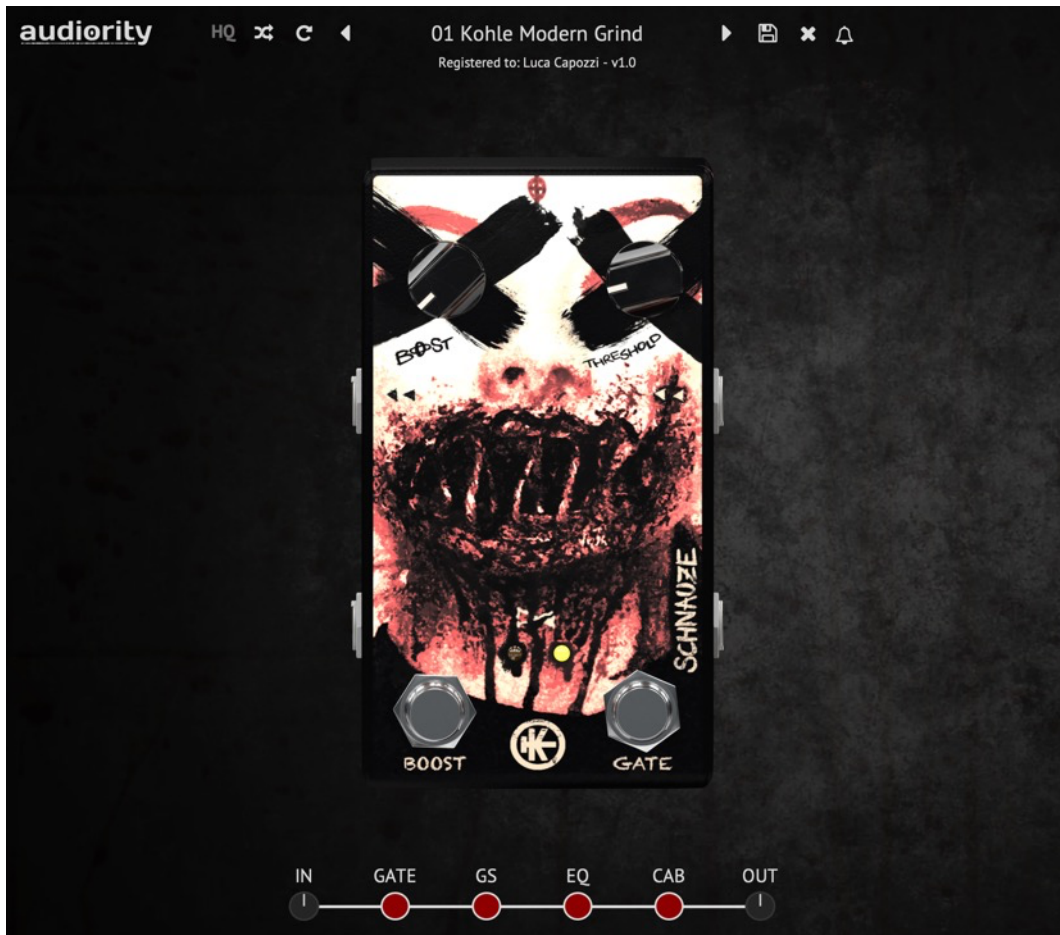 audiority
HQ
01 Kohle Modern Grind
Registered to: Luca Capozzi - v1.0
BOOST
THRESHOLD
SCHNAUZE
BOOST
GATE
IN
GATE
GS
EQ
CAB
OUT